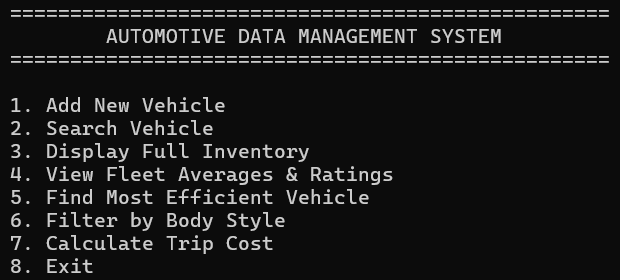 ==================================================
AUTOMOTIVE DATA MANAGEMENT SYSTEM
==================================================
1. Add New Vehicle
2. Search Vehicle
3. Display Full Inventory
4. View Fleet Averages & Ratings
5. Find Most Efficient Vehicle
6. Filter by Body Style
7. Calculate Trip Cost
8. Exit